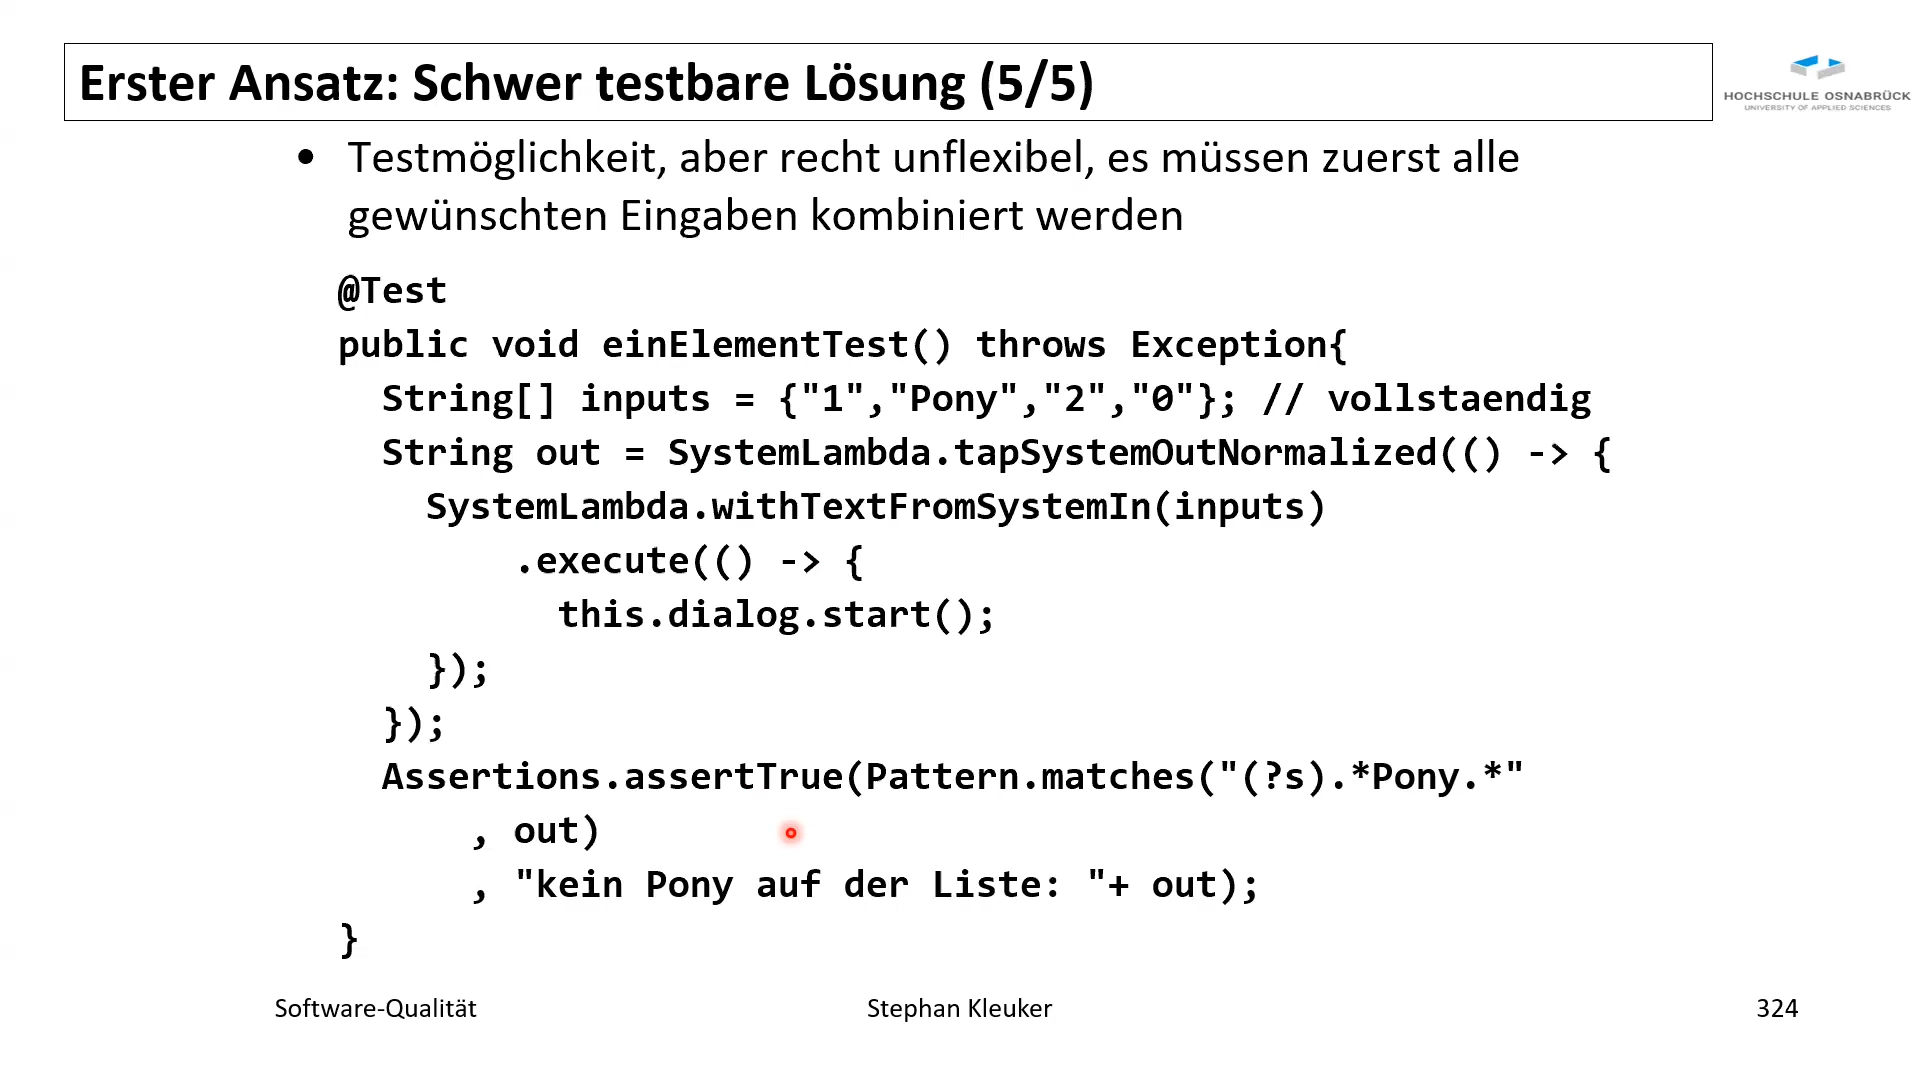 Erster Ansatz: Schwer testbare Lösung (5/5)
HOCHSCHULE OSNABRÜCK
UNIVERSITY OF APPLIED SCIENCES
• Testmöglichkeit, aber recht unflexibel, es müssen zuerst alle
gewünschten Eingaben kombiniert werden
@Test
public void einElementTest() throws Exception{
  String[] inputs = {"1","Pony","2","0"}; // vollstaendig
  String out = SystemLambda.tapSystemOutNormalized(() -> {
    SystemLambda.withTextFromSystemIn(inputs)
        .execute(() -> {
          this.dialog.start();
    });
  });
  Assertions.assertTrue(Pattern.matches("(?s).*Pony.*"
      , out)
      , "kein Pony auf der Liste: "+ out);
}
Software-Qualität
Stephan Kleuker
324